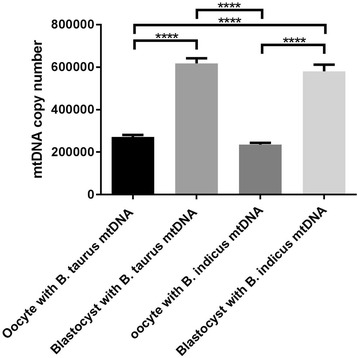 ****
****
****
****
mtDNA copy number
800000
600000
400000
200000
0
Oocyte with B. taurus mtDNA
Blastocyst with B. taurus mtDNA
oocyte with B. indicus mtDNA
Blastocyst with B. indicus mtDNA